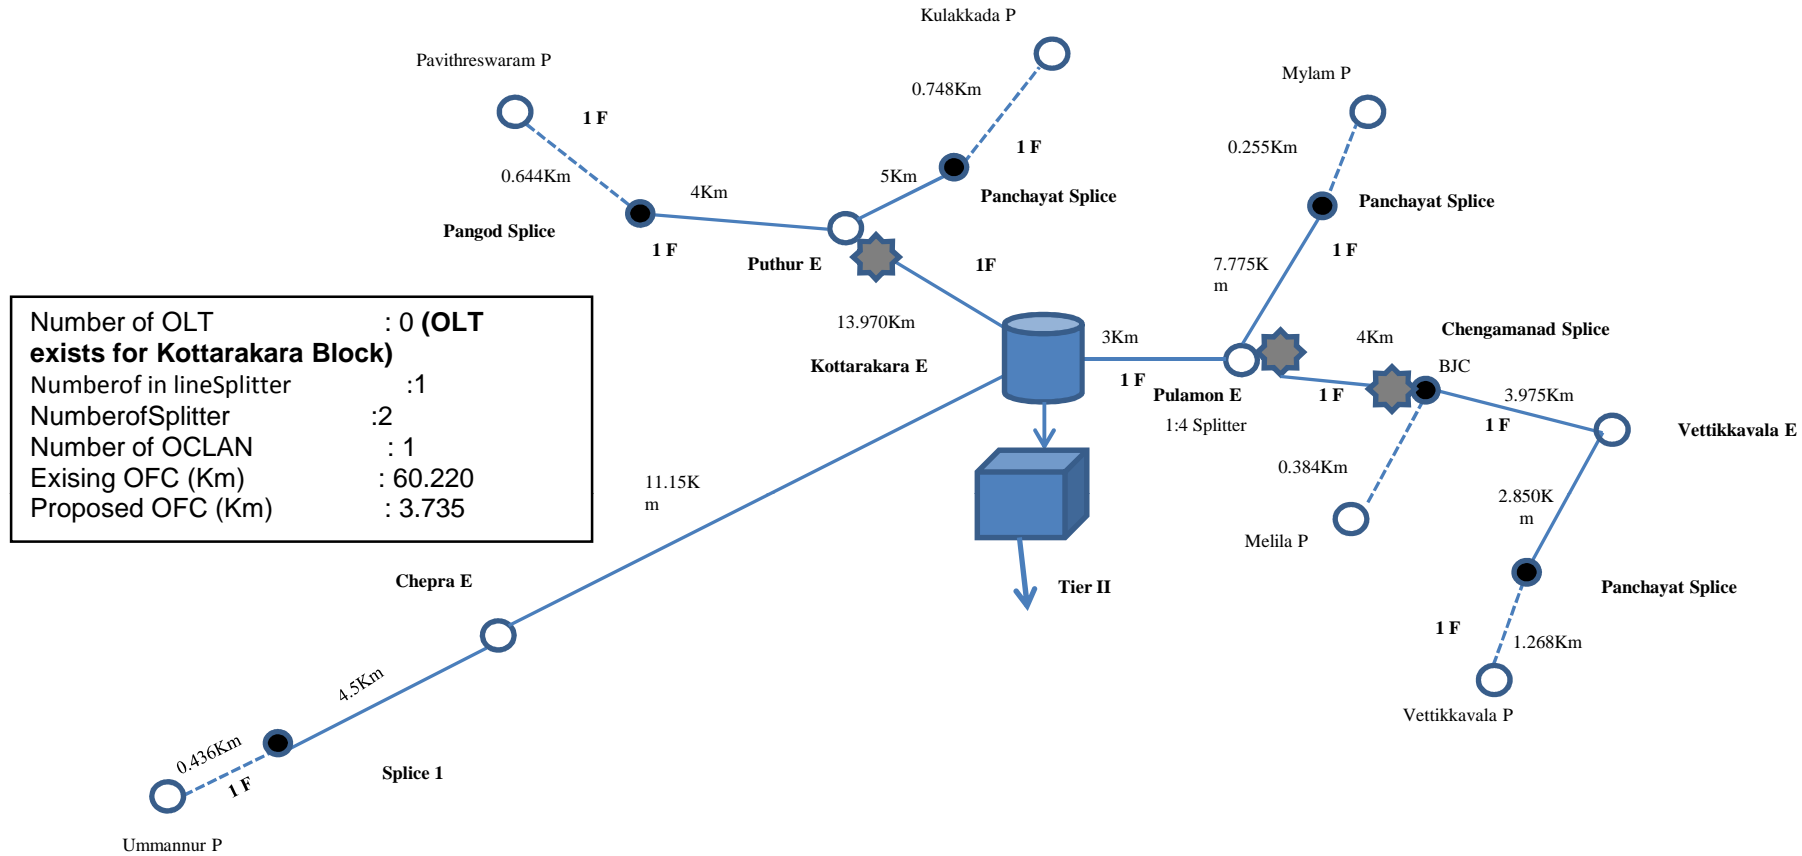 Kulakkada P
Pavithreswaram P
Mylam P
0.748Km
1 F
0.255Km
1 F
0.644Km
5Km
4Km
Panchayat Splice
Panchayat Splice
Pangod Splice
1 F
1 F
Puthur E
1F
7.775K
m
13.970Km
3Km
4Km
Chengamanad Splice
Kottarakara E
BJC
1 F
Pulamon E
1 F
3.975Km
1:4 Splitter
1 F
Vettikkavala E
Number of OLT : 0 (OLT
exists for Kottarakara Block)
Numberof in lineSplitter :1
NumberofSplitter :2
Number of OCLAN : 1
Exising OFC (Km) : 60.220
Proposed OFC (Km) : 3.735
0.384Km
11.15K
m
2.850K
m
Melila P
Chepra E
Tier II
Panchayat Splice
1 F
1.268Km
4.5Km
Vettikkavala P
0.436Km
1 F
Splice 1
Ummannur P